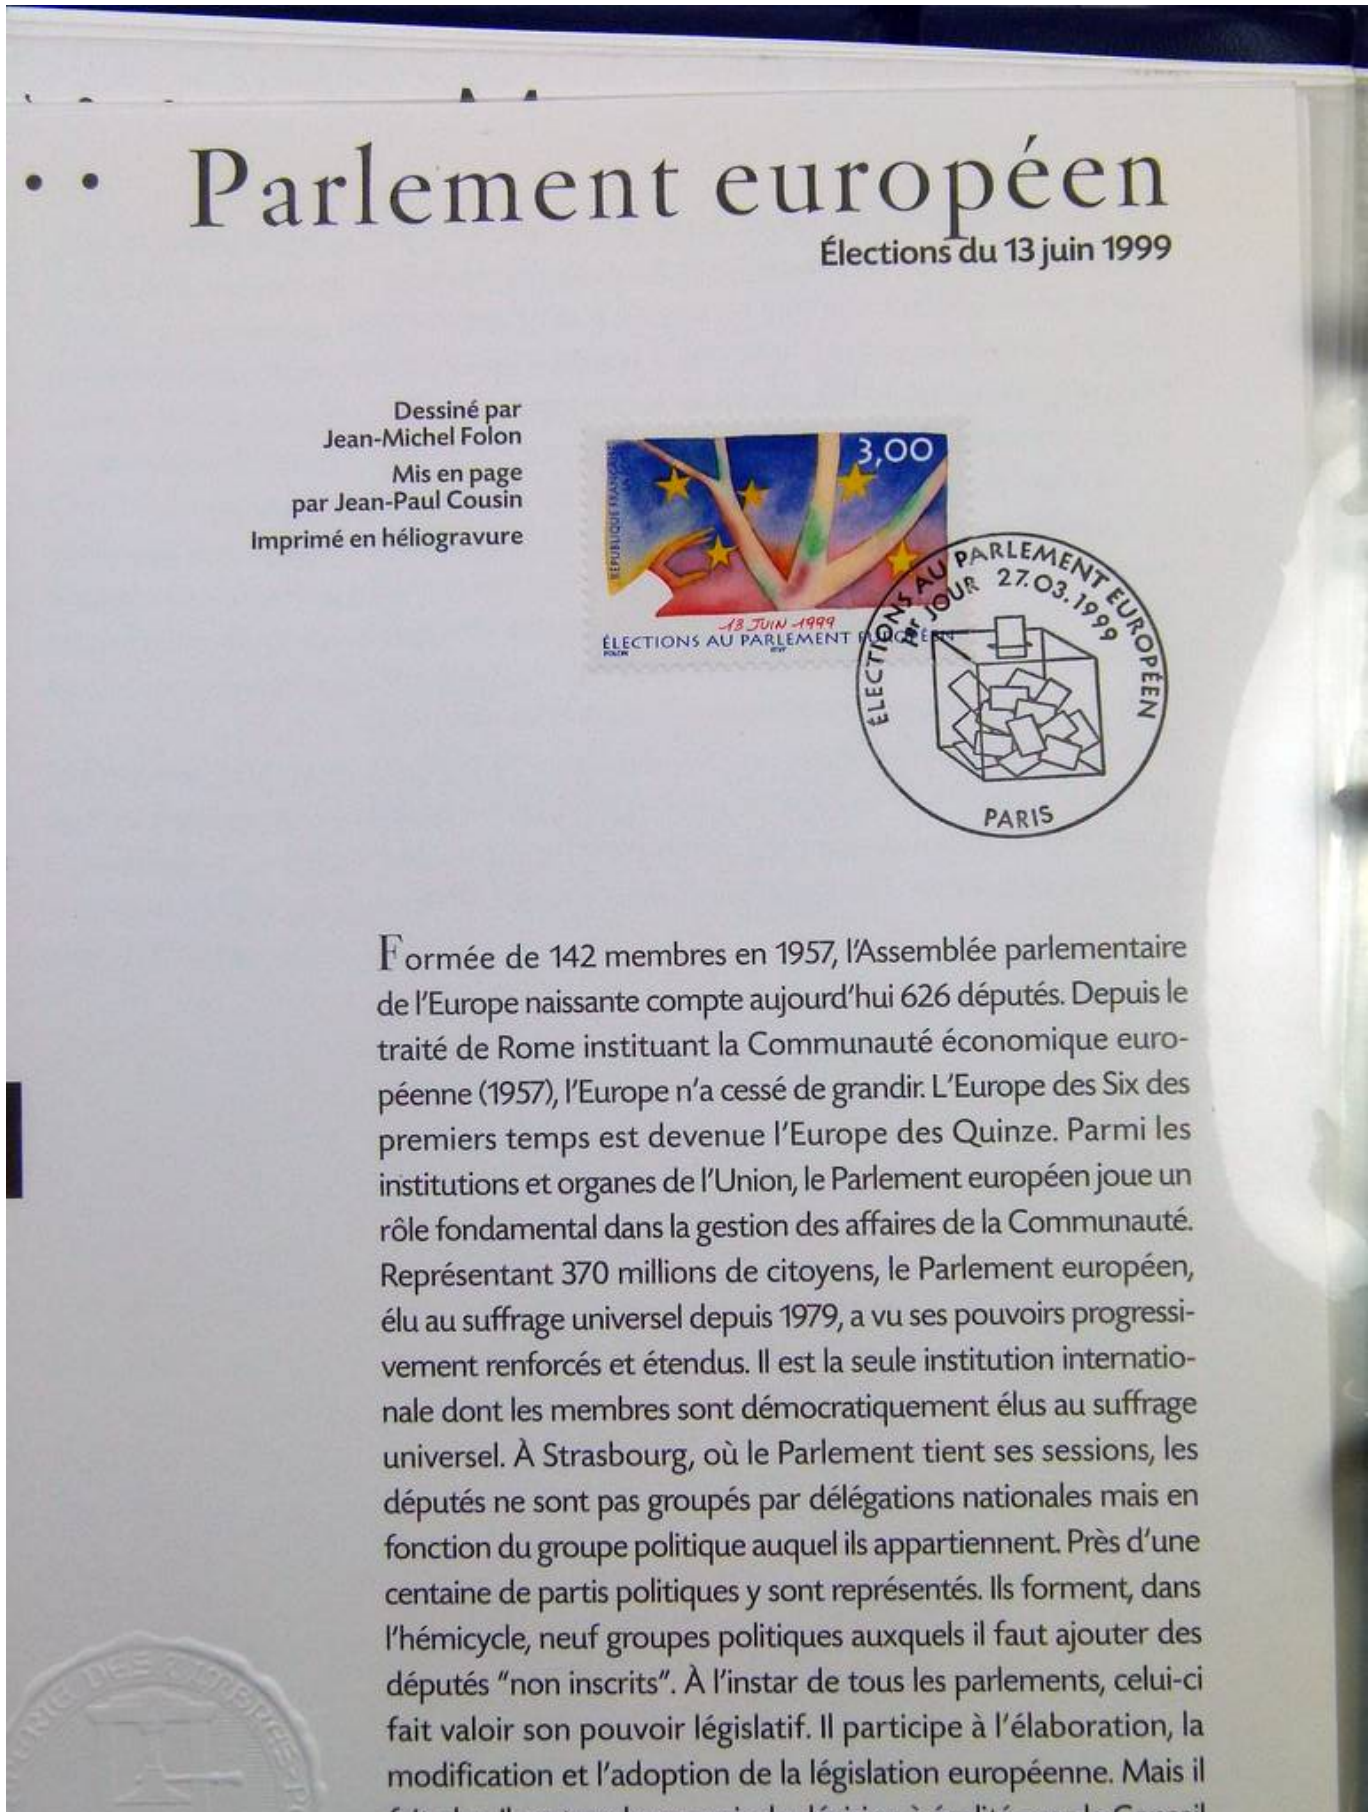 Parlement européen
Élections du 13 juin 1999
Dessiné par
Jean-Michel Folon
Mis en page
par Jean-Paul Cousin
Imprimé en héliogravure
3,00
RÉPUBLIQUE FRANÇAISE
13 JUIN 1999
ÉLECTIONS AU PARLEMENT EUROPÉEN
FOLON
ÉLECTIONS AU PARLEMENT EUROPÉEN
1er JOUR 27.03.1999
PARIS
Formée de 142 membres en 1957, l'Assemblée parlementaire
de l'Europe naissante compte aujourd'hui 626 députés. Depuis le
traité de Rome instituant la Communauté économique euro-
péenne (1957), l'Europe n'a cessé de grandir. L'Europe des Six des
premiers temps est devenue l'Europe des Quinze. Parmi les
institutions et organes de l'Union, le Parlement européen joue un
rôle fondamental dans la gestion des affaires de la Communauté.
Représentant 370 millions de citoyens, le Parlement européen,
élu au suffrage universel depuis 1979, a vu ses pouvoirs progressi-
vement renforcés et étendus. Il est la seule institution internatio-
nale dont les membres sont démocratiquement élus au suffrage
universel. À Strasbourg, où le Parlement tient ses sessions, les
députés ne sont pas groupés par délégations nationales mais en
fonction du groupe politique auquel ils appartiennent. Près d'une
centaine de partis politiques y sont représentés. Ils forment, dans
l'hémicycle, neuf groupes politiques auxquels il faut ajouter des
députés "non inscrits". À l'instar de tous les parlements, celui-ci
fait valoir son pouvoir législatif. Il participe à l'élaboration, la
modification et l'adoption de la législation européenne. Mais il
DES TIMBRES-P